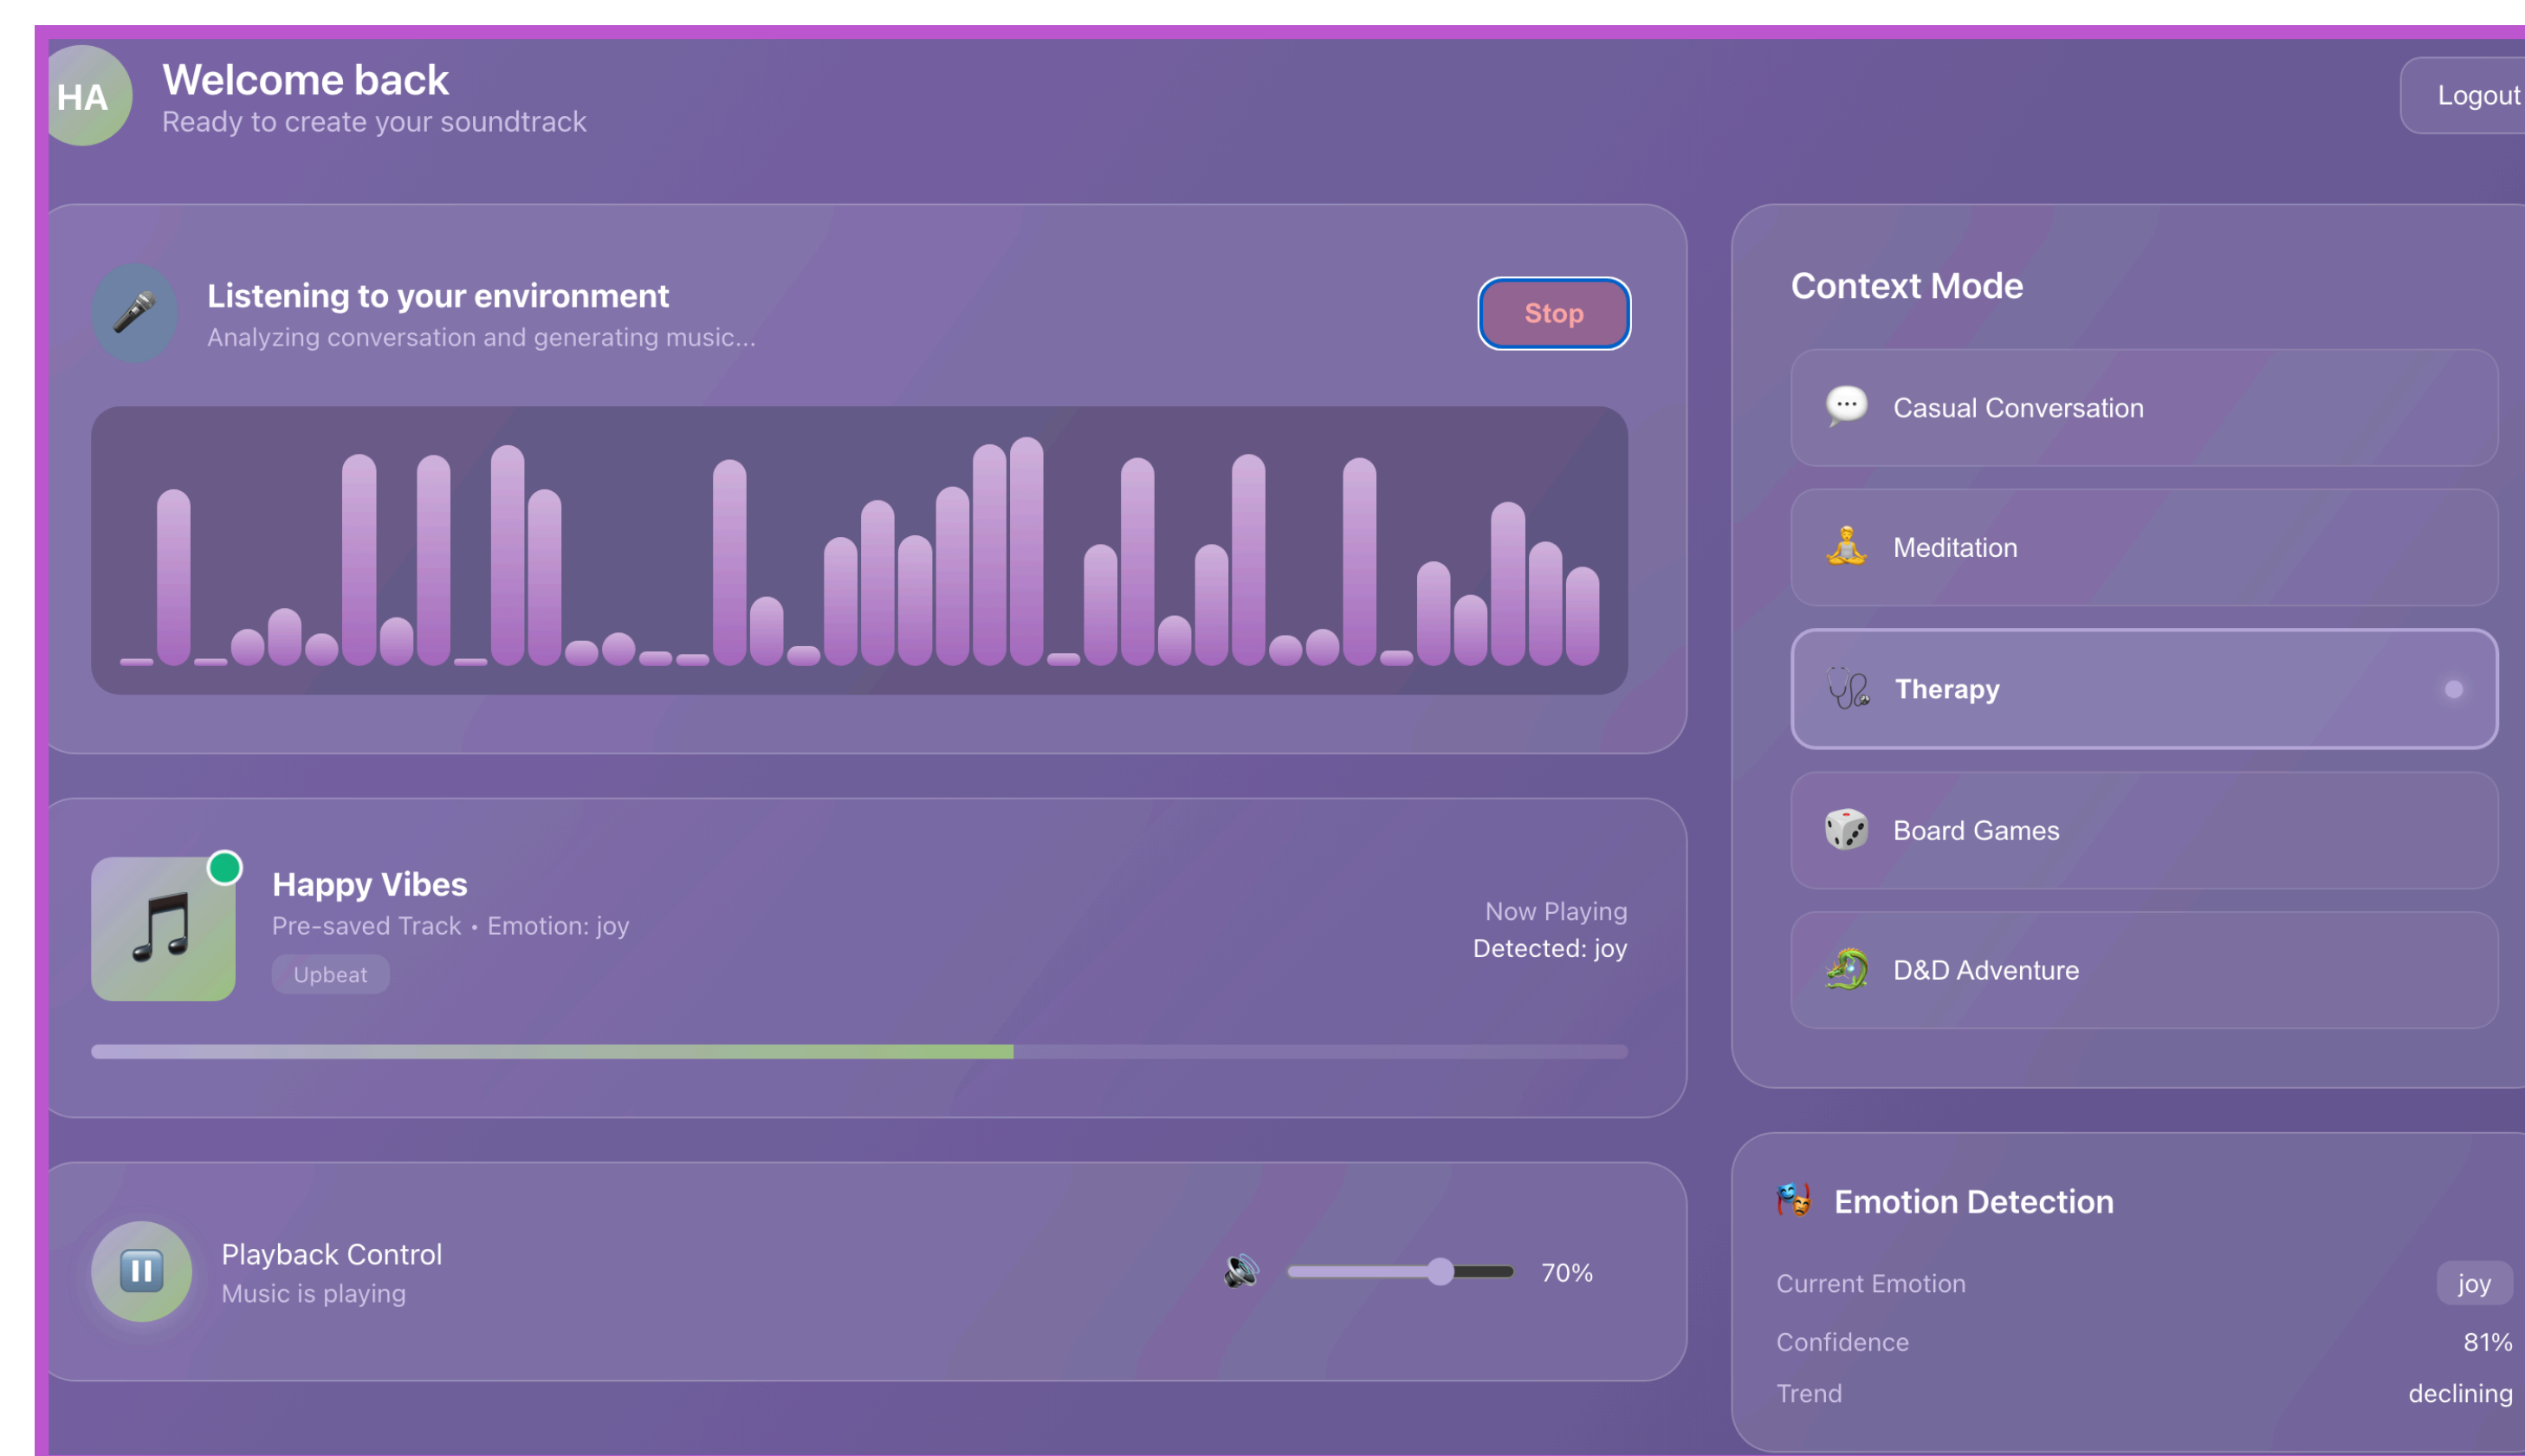 HA
Welcome back
Ready to create your soundtrack
Logout
Listening to your environment
Analyzing conversation and generating music...
Stop
Happy Vibes
Pre-saved Track • Emotion: joy
Upbeat
Now Playing
Detected: joy
Playback Control
Music is playing
70%
Context Mode
Casual Conversation
Meditation
Therapy
Board Games
D&D Adventure
Emotion Detection
Current Emotion joy
Confidence 81%
Trend declining